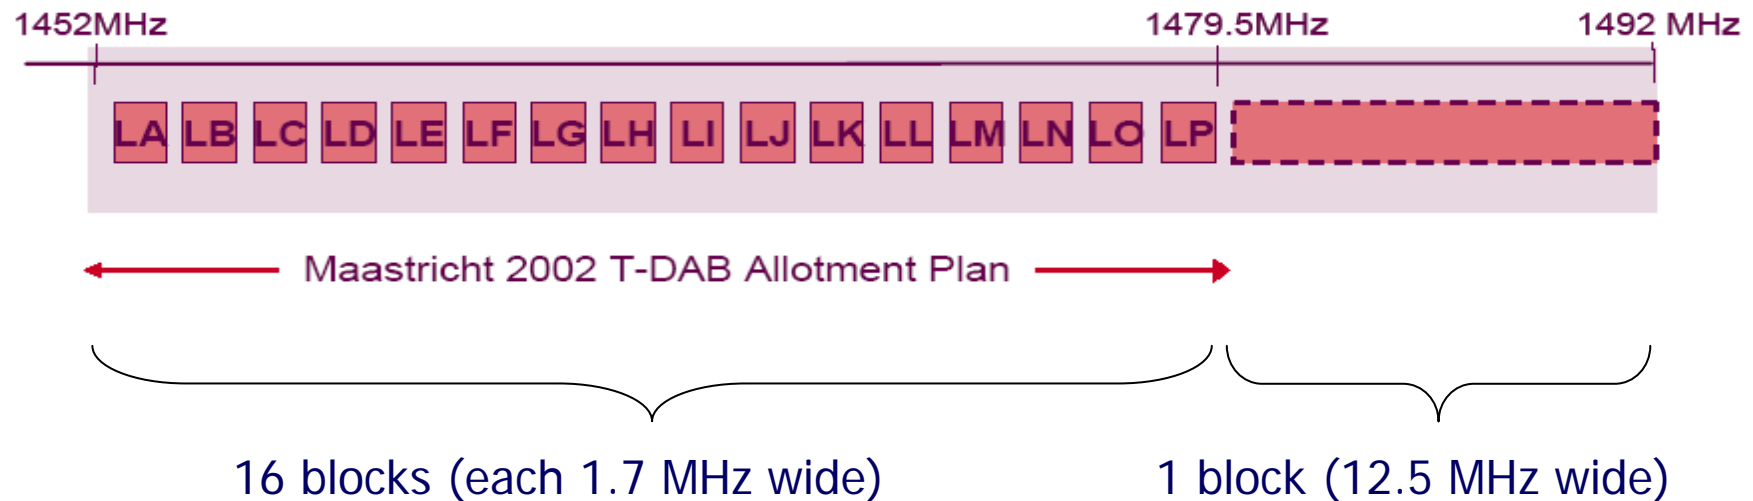 1452MHz 1479.5MHz 1492 MHz
LA LB LC LD LE LF LG LH LI LJ LK LL LM LN LO LP
Maastricht 2002 T-DAB Allotment Plan
16 blocks (each 1.7 MHz wide) 1 block (12.5 MHz wide)